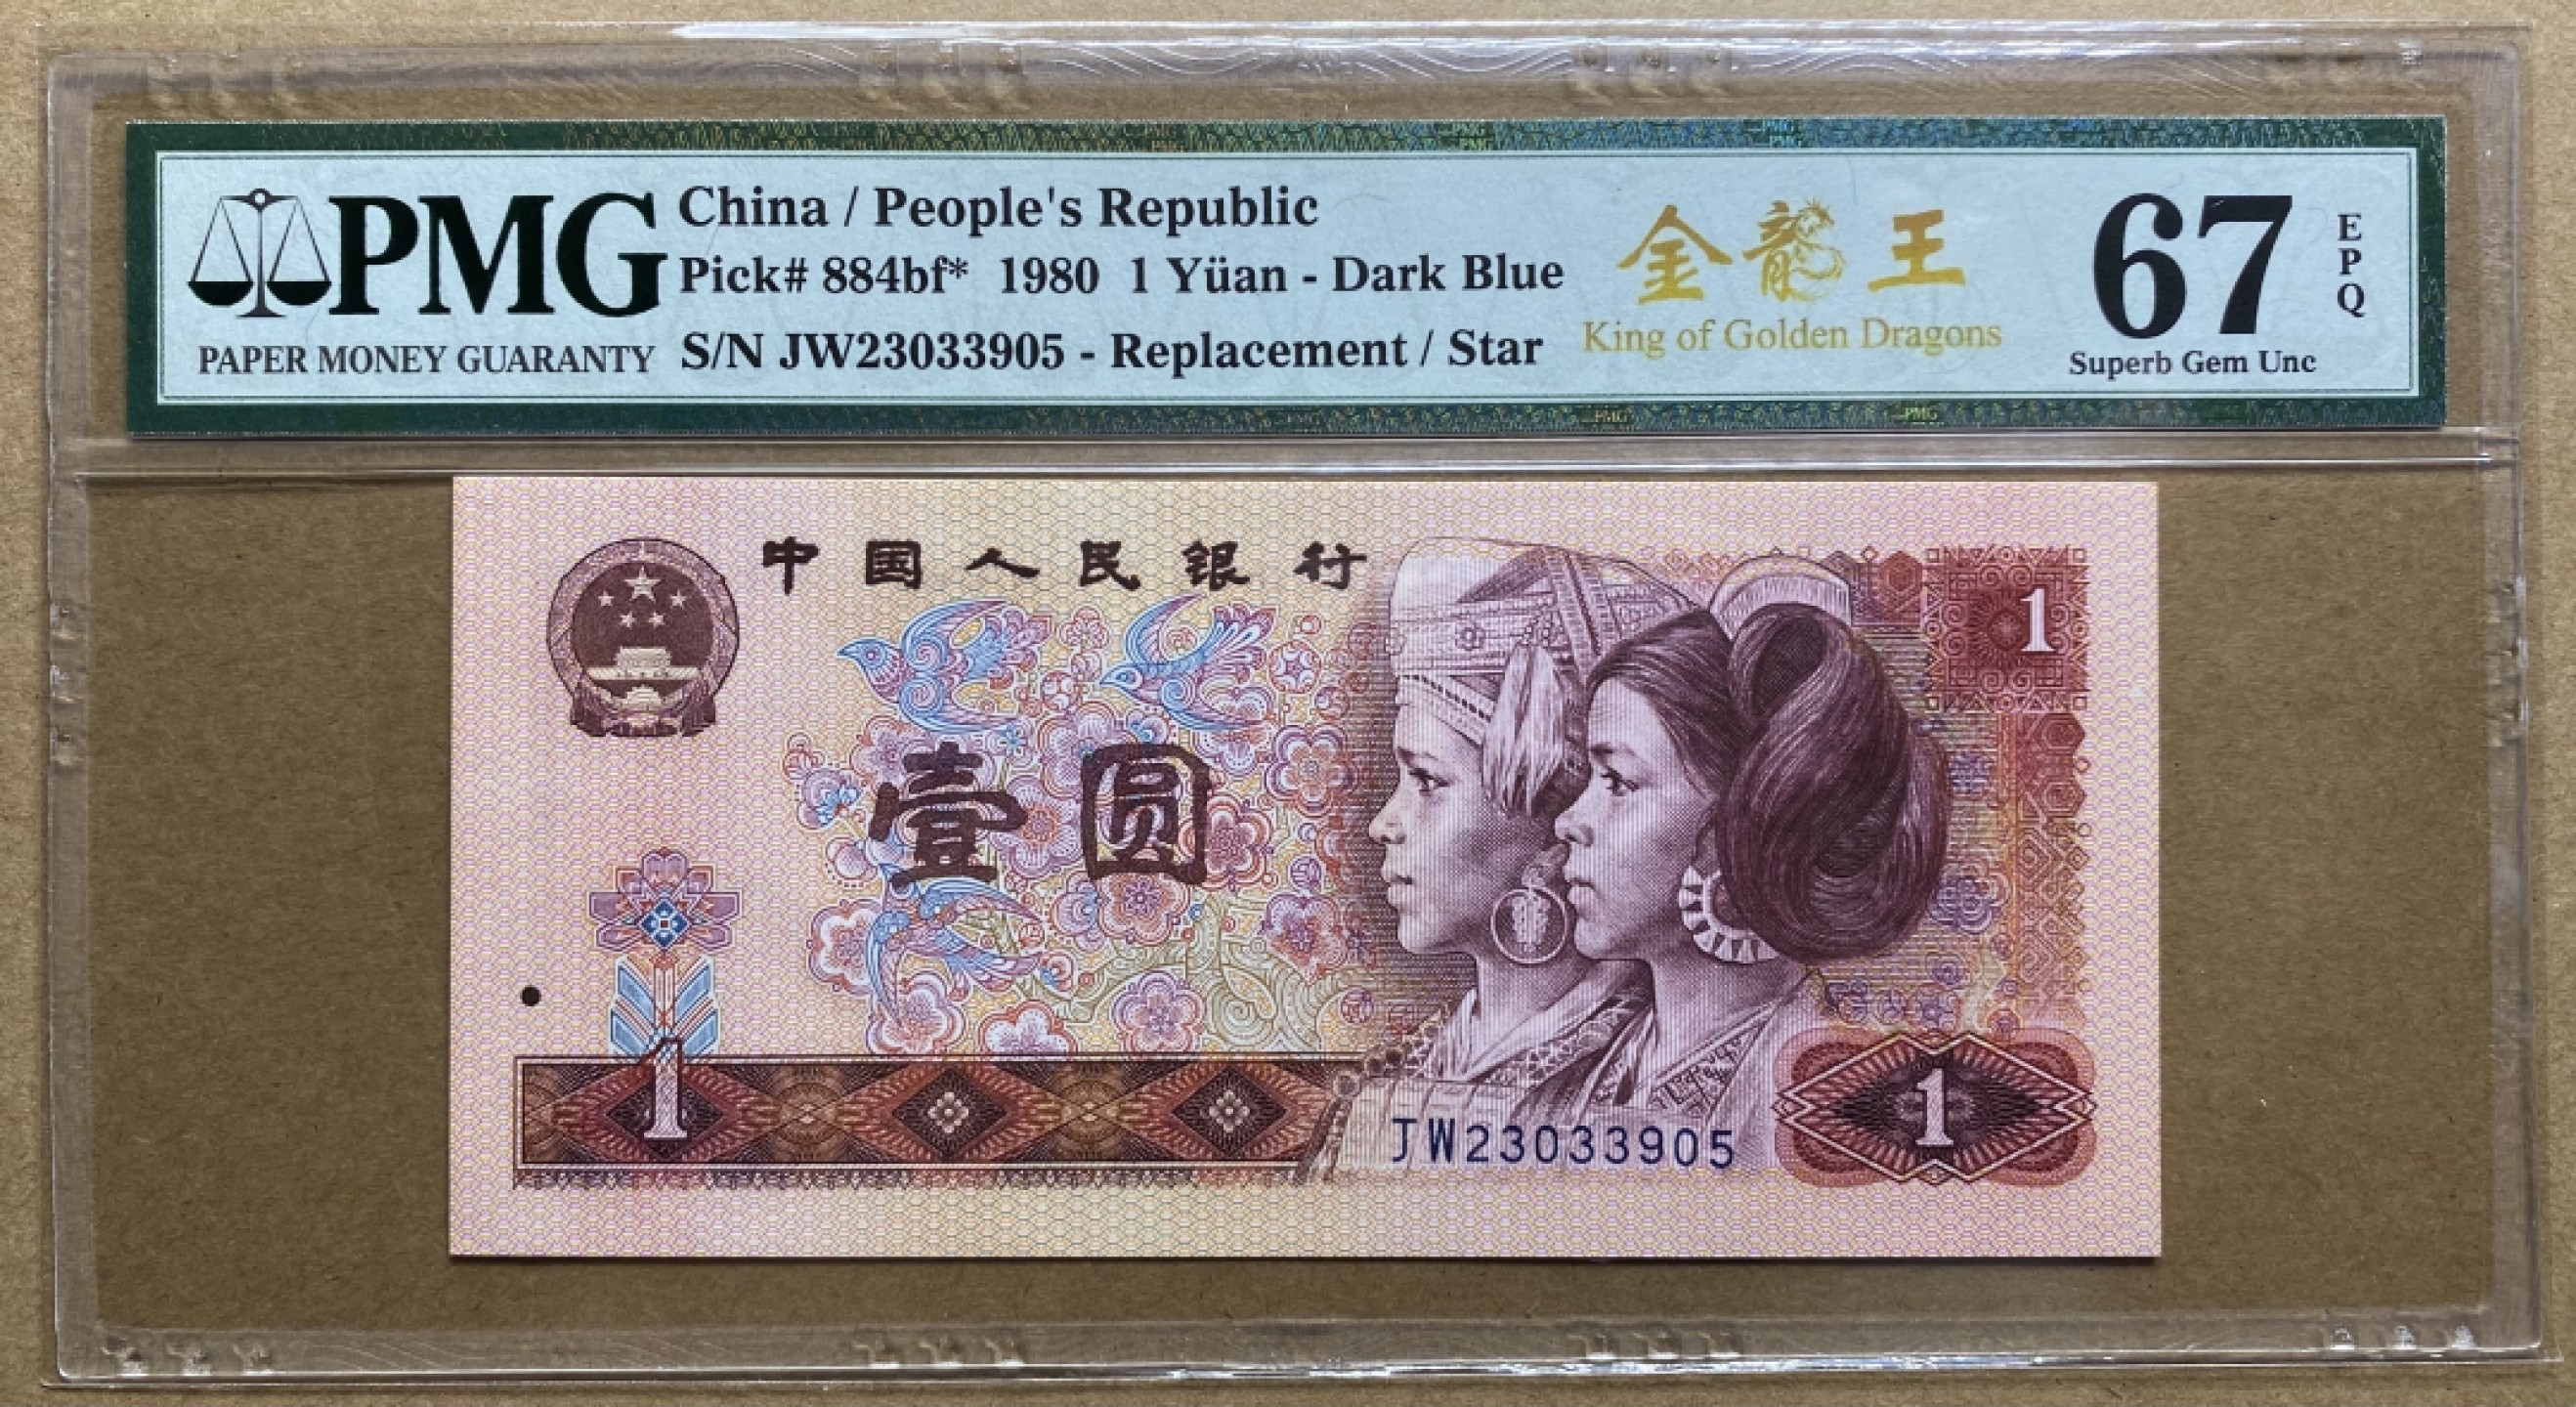 PMG
PAPER MONEY GUARANTY
China / People's Republic
Pick# 884bf* 1980 1 Yüan - Dark Blue
S/N JW23033905 - Replacement / Star
金龍王
King of Golden Dragons
67
EPQ
Superb Gem Unc
中国人民银行
1
壹圆
1
JW23033905
1